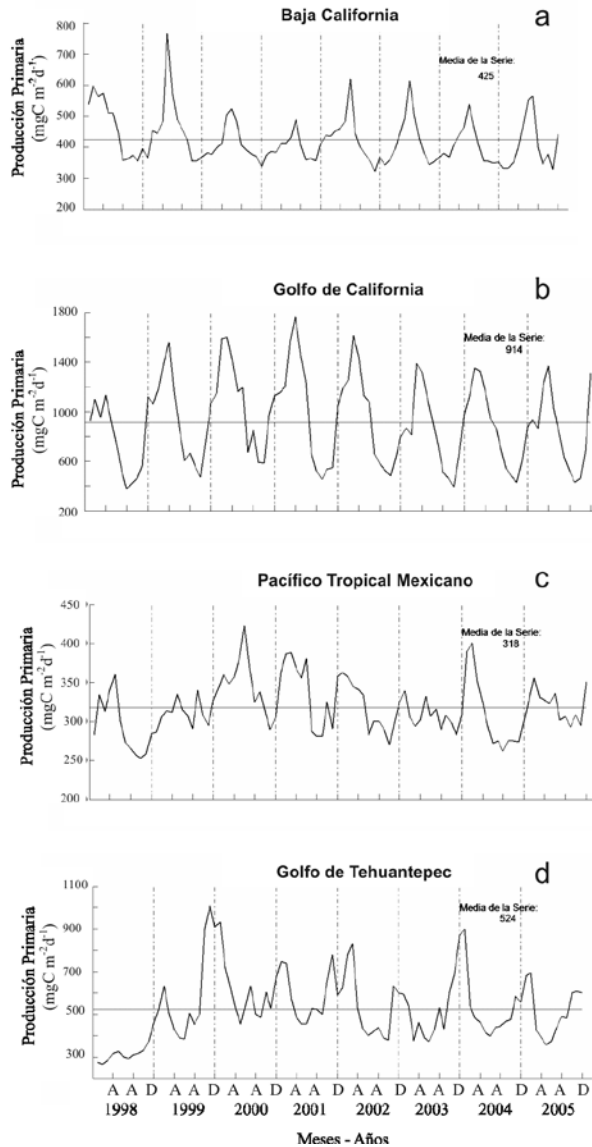 Baja California
a
800
700
600
500
400
300
200
Producción Primaria
(mgC m-2d-1)
Media de la Serie:
425
Golfo de California
b
1800
1400
1000
600
200
Producción Primaria
(mgC m-2d-1)
Media de la Serie:
914
Pacífico Tropical Mexicano
c
450
400
350
300
250
200
Producción Primaria
(mgC m-2d-1)
Media de la Serie:
318
Golfo de Tehuantepec
d
1100
900
700
500
300
Producción Primaria
(mgC m-2d-1)
Media de la Serie:
524
A A D A A D A A D A A D A A D A A D A A D A A D
1998 1999 2000 2001 2002 2003 2004 2005
Meses - Años